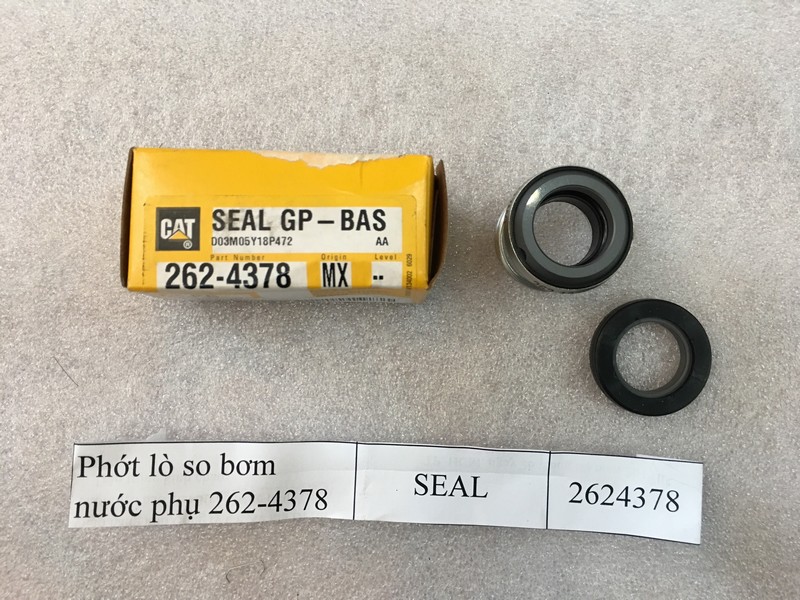 CAT
®
SEAL GP – BAS
D03M05Y18P472 AA
Part Number Origin Level
262-4378 MX --
Phớt lò so bơm
nước phụ 262-4378
SEAL
2624378